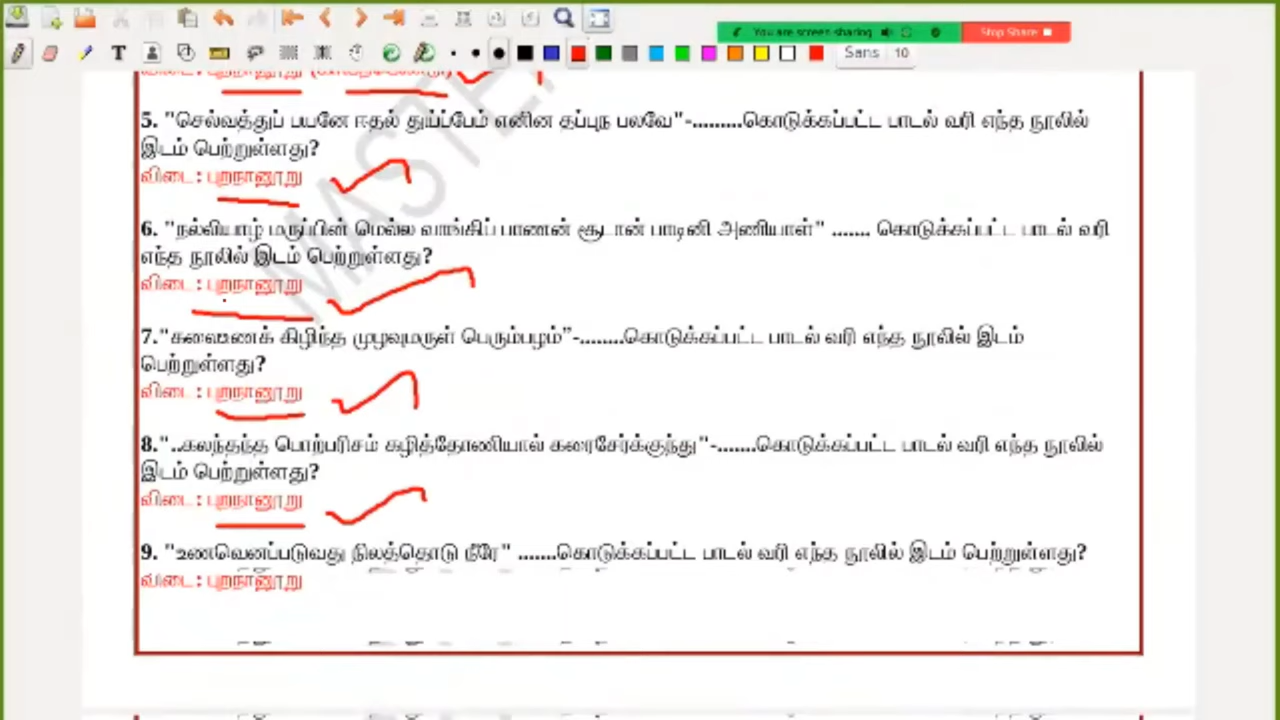 You are screen sharing
Stop Share
Sans 10
விடை: புறநானூறு
5. "செல்வத்துப் பயனே ஈதல் துய்ப்பேம் எனின தப்புந பலவே"-.........கொடுக்கப்பட்ட பாடல் வரி எந்த நூலில்
இடம் பெற்றுள்ளது?
விடை: புறநானூறு
6. "நல்லியாழ் மருப்பின் மெல்ல வாங்கிப் பாணன் சூடான் பாடினி அணியாள்" ....... கொடுக்கப்பட்ட பாடல் வரி
எந்த நூலில் இடம் பெற்றுள்ளது?
விடை: புறநானூறு
7."கலைஉணக் கிழிந்த முழவுமருள் பெரும்பழம்”-........கொடுக்கப்பட்ட பாடல் வரி எந்த நூலில் இடம்
பெற்றுள்ளது?
விடை: புறநானூறு
8."..கலந்தந்த பொற்பரிசம் கழித்தோணியால் கரைசேர்க்குந்து"-.......கொடுக்கப்பட்ட பாடல் வரி எந்த நூலில்
இடம் பெற்றுள்ளது?
விடை: புறநானூறு
9. "உணவெனப்படுவது நிலத்தொடு நீரே" .......கொடுக்கப்பட்ட பாடல் வரி எந்த நூலில் இடம் பெற்றுள்ளது?
விடை: புறநானூறு